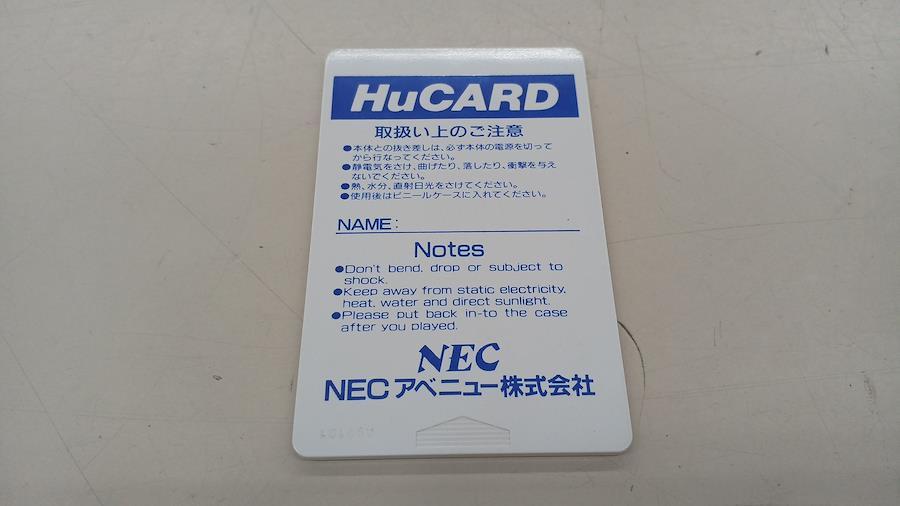 HuCARD
取扱い上のご注意
●本体との抜き差しは、必ず本体の電源を切って
から行なってください。
●静電気をさけ、曲げたり、落したり、衝撃を与え
ないでください。
●熱、水分、直射日光をさけてください。
●使用後はビニールケースに入れてください。
NAME:
Notes
●Don't bend, drop or subject to
shock.
●Keep away from static electricity,
heat, water and direct sunlight.
●Please put back in-to the case
after you played.
NEC
NECアベニュー株式会社